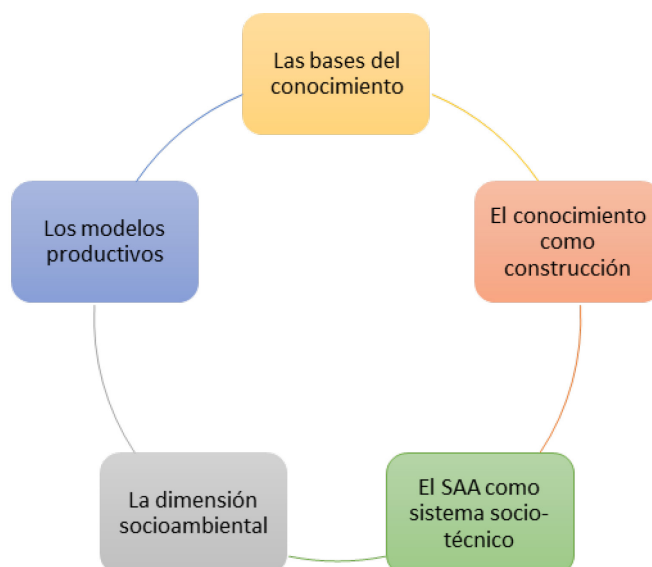 Las bases del
conocimiento
El conocimiento
como
construcción
El SAA como
sistema socio-
técnico
La dimensión
socioambiental
Los modelos
productivos